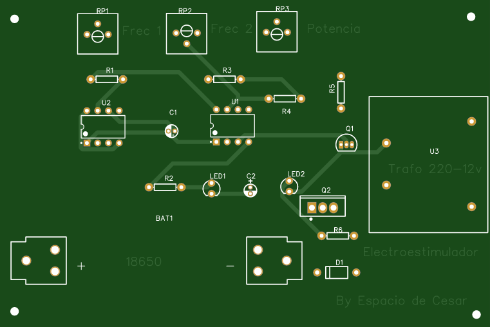 RP1
RP2
RP3
Frec 1
Frec 2
Potencia
R1
R3
R5
R4
U2
C1
U1
Q1
U3
Trafo 220-12v
R2
LED1
C2
LED2
Q2
BAT1
R6
Electroestimulador
+
18650
−
D1
By Espacio de Cesar